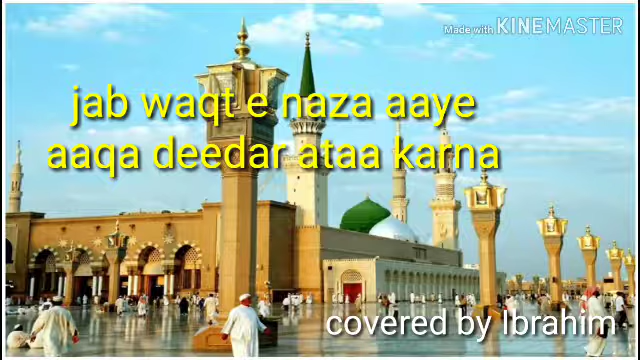 Made with KINEMASTER
jab waqt e naza aaye
aaqa deedar ataa karna
covered by Ibrahim